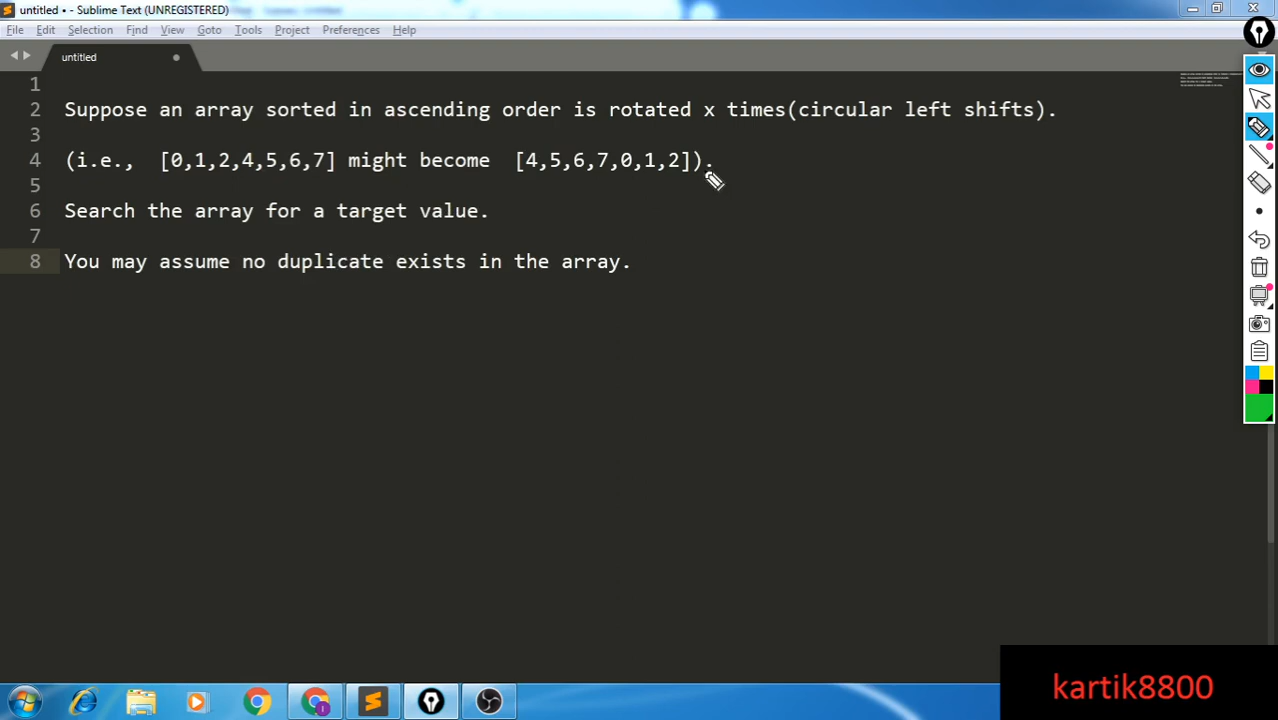 untitled • - Sublime Text (UNREGISTERED)
File Edit Selection Find View Goto Tools Project Preferences Help
untitled
1
2 Suppose an array sorted in ascending order is rotated x times(circular left shifts).
3
4 (i.e., [0,1,2,4,5,6,7] might become [4,5,6,7,0,1,2]).
5
6 Search the array for a target value.
7
8 You may assume no duplicate exists in the array.
kartik8800